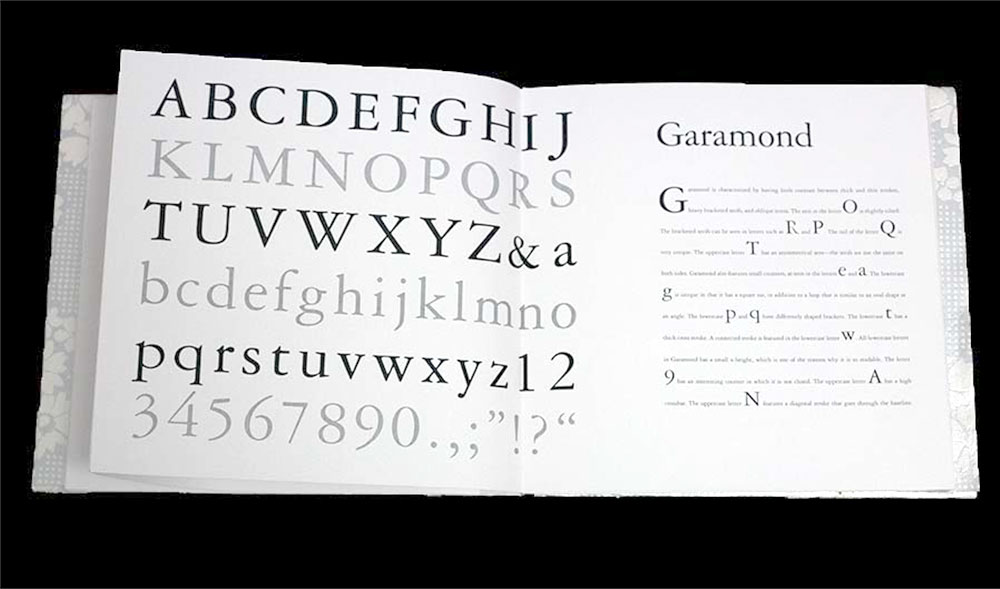 ABCDEFGHIJ
KLMNOPQRS
TUVWXYZ&a
bcdefghijklmno
pqrstuvwxyz12
34567890.,;”!?“
Garamond
Garamond is characterized by having lush contrast between thick and thin strokes,
heavy bracketed serifs, and oblique stress. The axis in the letter O is slightly tilted.
The bracketed serifs can be seen in letters such as R and P. The tail of the letter Q is
very unique. The uppercase letter T has an asymmetrical serif—the serifs are not the same on
both sides. Garamond also features small counters, as seen in the letters e and a. The lowercase
g is unique in that it has a square ear, in addition to a loop that is similar to an oval shape at
an angle. The lowercase p and q have differently shaped brackets. The lowercase t has a
thick cross stroke. A connected stroke is featured in the lowercase letter w. All lowercase letters
in Garamond has a small x height, which is one of the reasons why it is so readable. The letter
9 has an interesting counter in which it is not closed. The uppercase letter A has a high
crossbar. The uppercase letter N features a diagonal stroke that goes through the baseline.